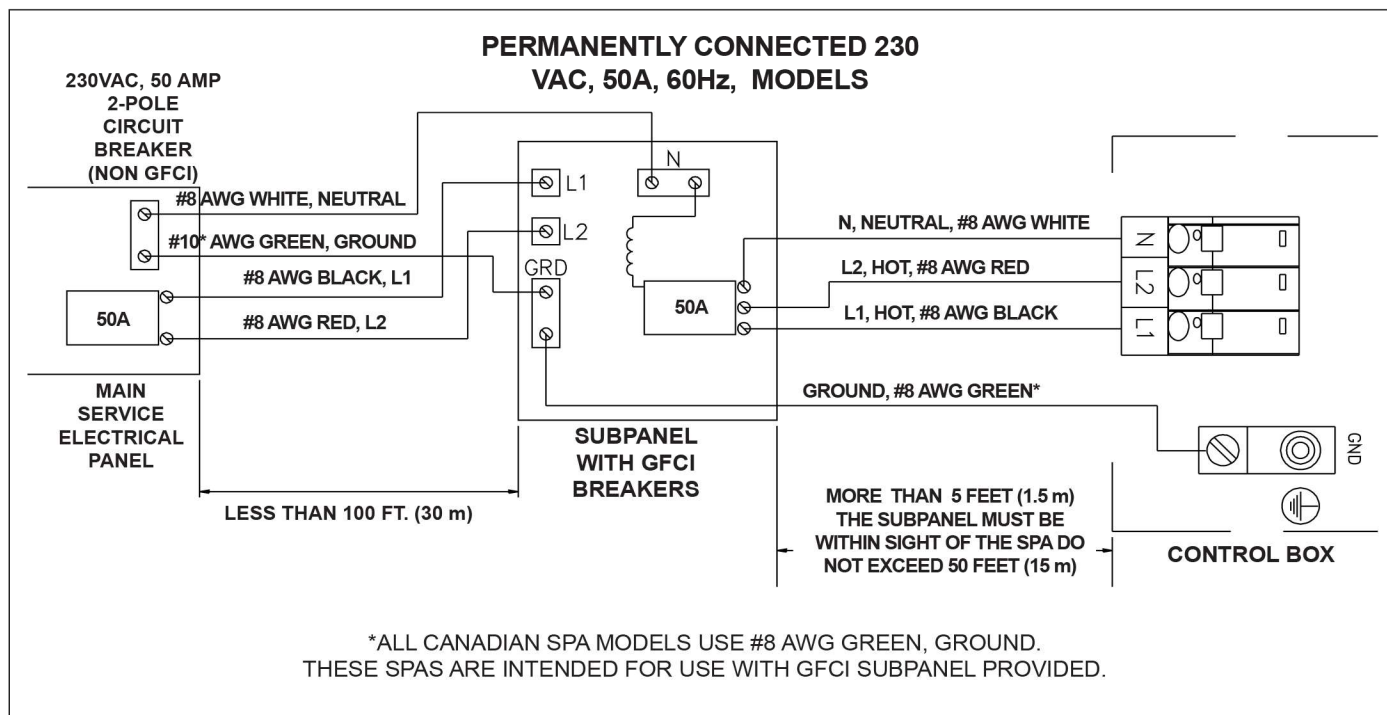 PERMANENTLY CONNECTED 230
VAC, 50A, 60Hz, MODELS
230VAC, 50 AMP
2-POLE
CIRCUIT
BREAKER
(NON GFCI)
#8 AWG WHITE, NEUTRAL
#10* AWG GREEN, GROUND
#8 AWG BLACK, L1
#8 AWG RED, L2
50A
MAIN
SERVICE
ELECTRICAL
PANEL
LESS THAN 100 FT. (30 m)
L1
N
L2
GRD
50A
SUBPANEL
WITH GFCI
BREAKERS
N, NEUTRAL, #8 AWG WHITE
L2, HOT, #8 AWG RED
L1, HOT, #8 AWG BLACK
GROUND, #8 AWG GREEN*
MORE THAN 5 FEET (1.5 m)
THE SUBPANEL MUST BE
WITHIN SIGHT OF THE SPA DO
NOT EXCEED 50 FEET (15 m)
N
L2
L1
GND
CONTROL BOX
*ALL CANADIAN SPA MODELS USE #8 AWG GREEN, GROUND.
THESE SPAS ARE INTENDED FOR USE WITH GFCI SUBPANEL PROVIDED.